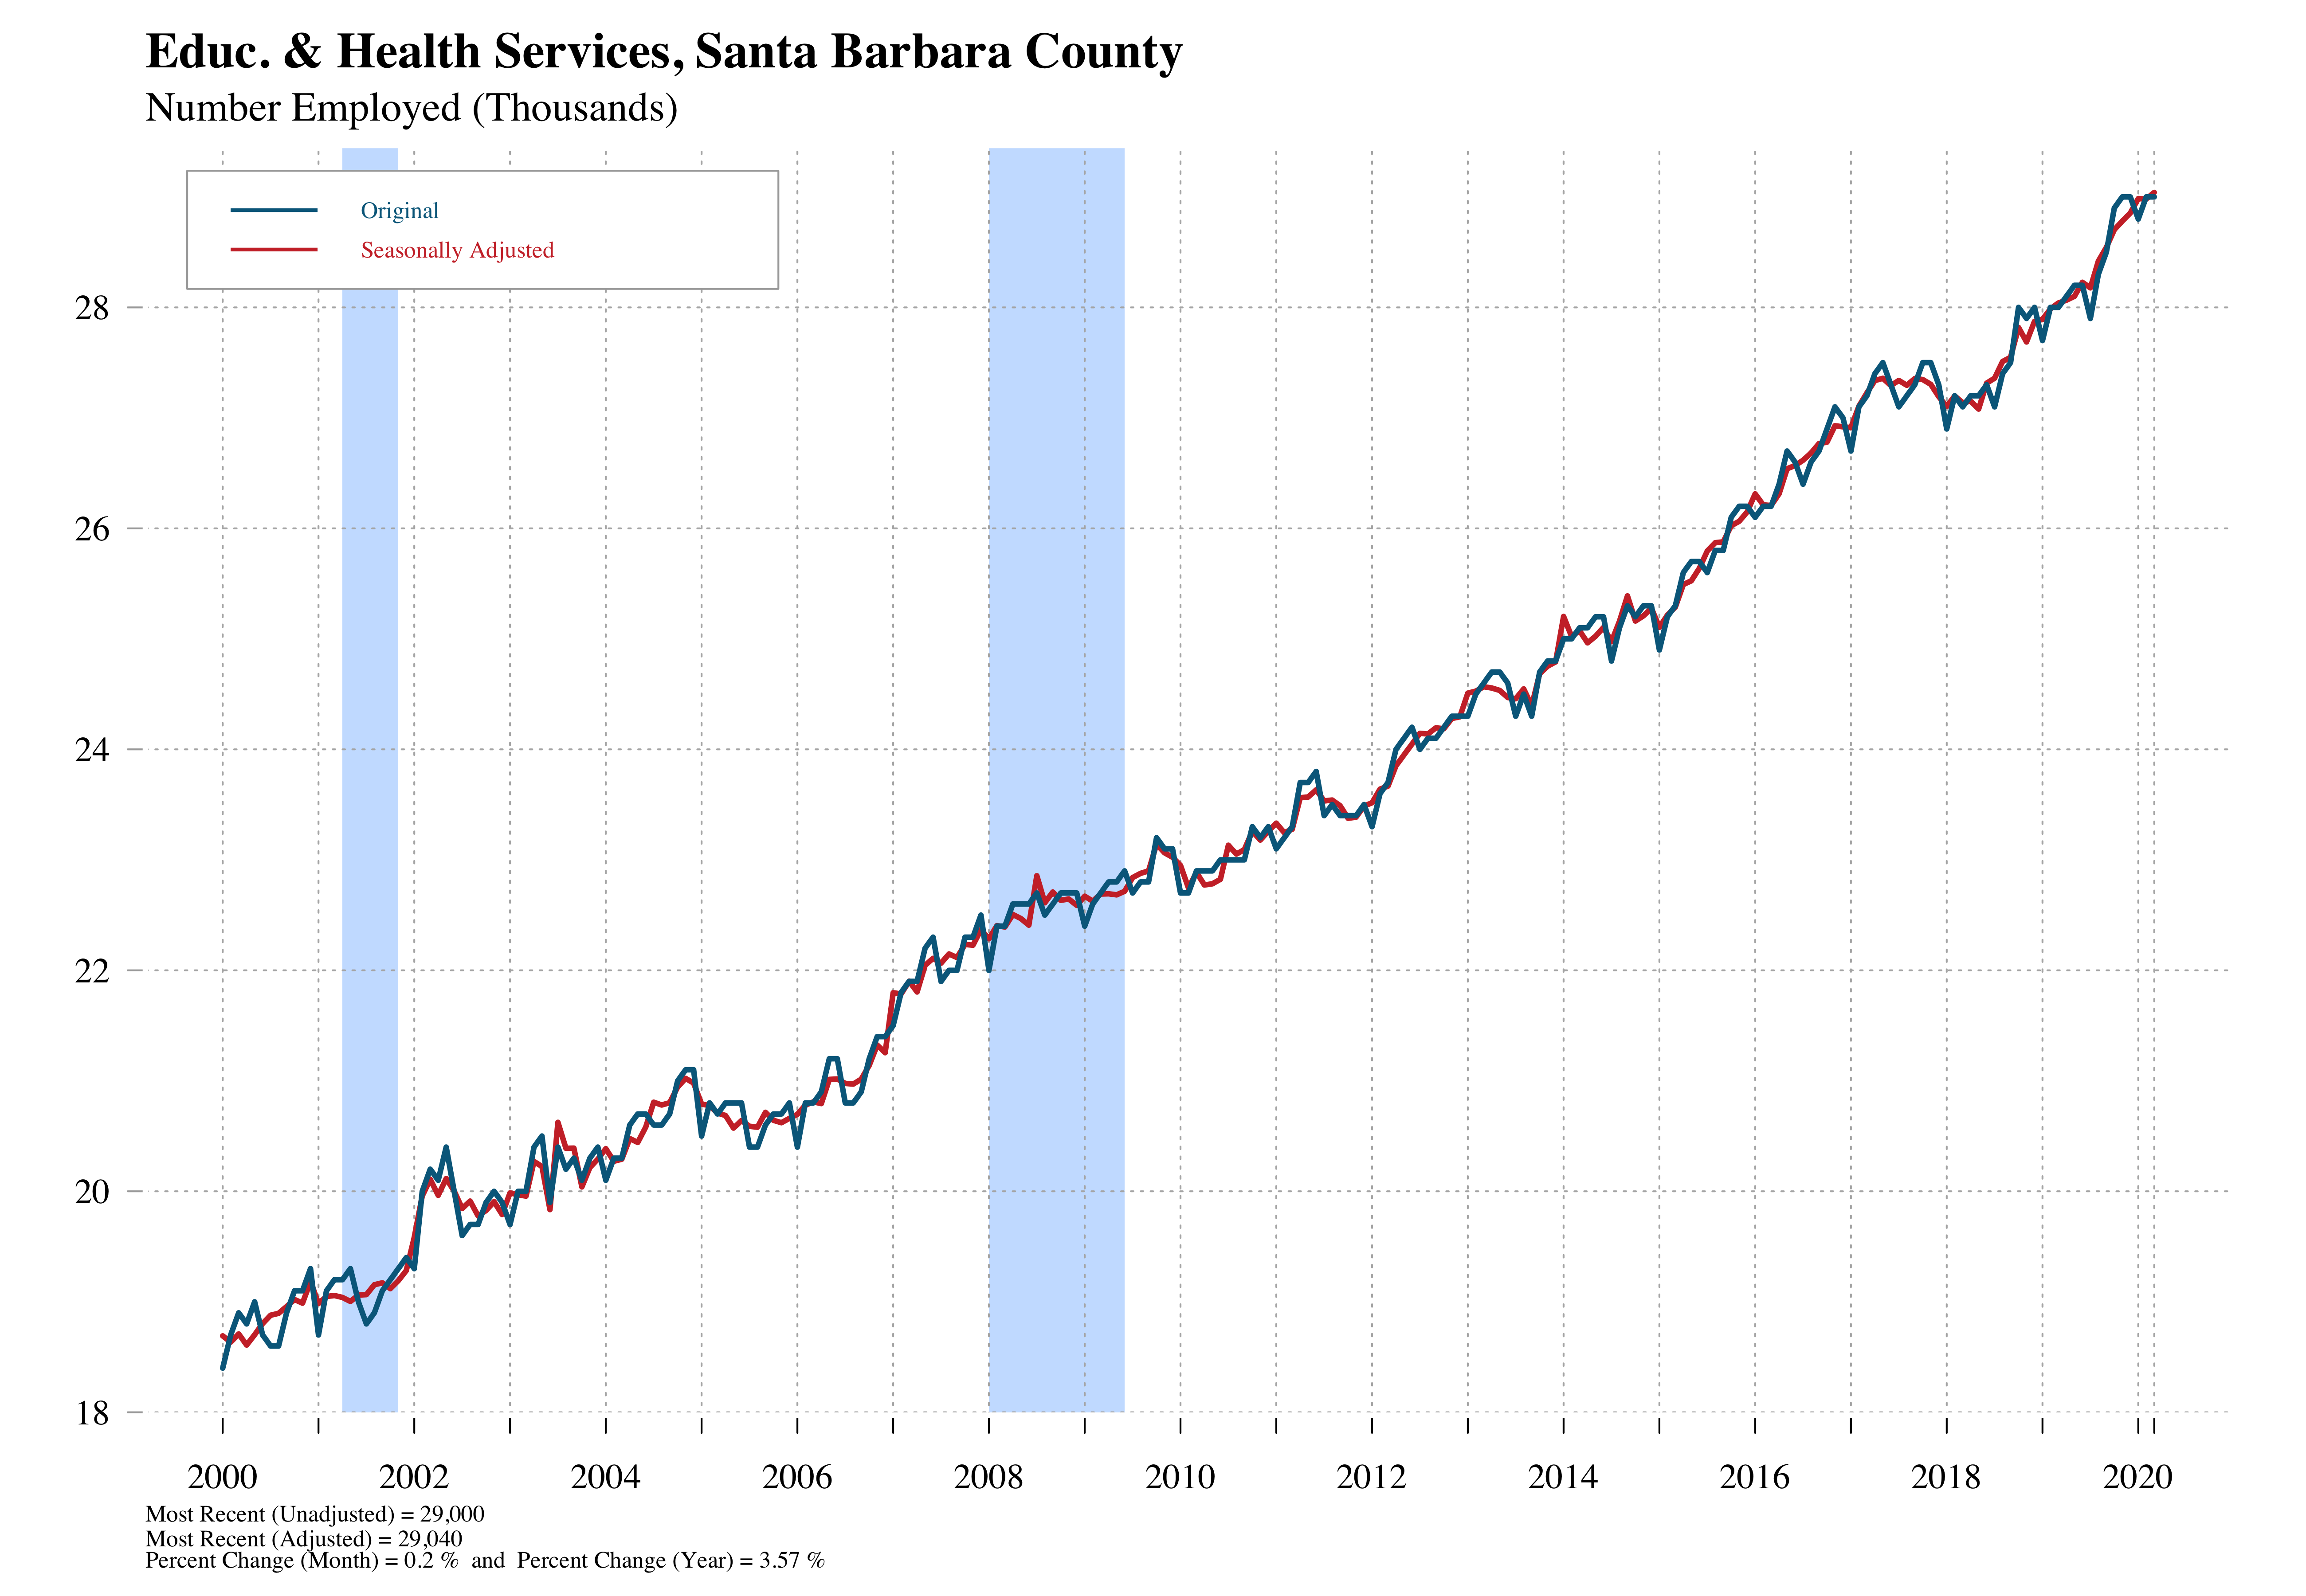 Educ. & Health Services, Santa Barbara County
Number Employed (Thousands)
Original
Seasonally Adjusted
28
26
24
22
20
18
2000 2002 2004 2006 2008 2010 2012 2014 2016 2018 2020
Most Recent (Unadjusted) = 29,000
Most Recent (Adjusted) = 29,040
Percent Change (Month) = 0.2 % and Percent Change (Year) = 3.57 %